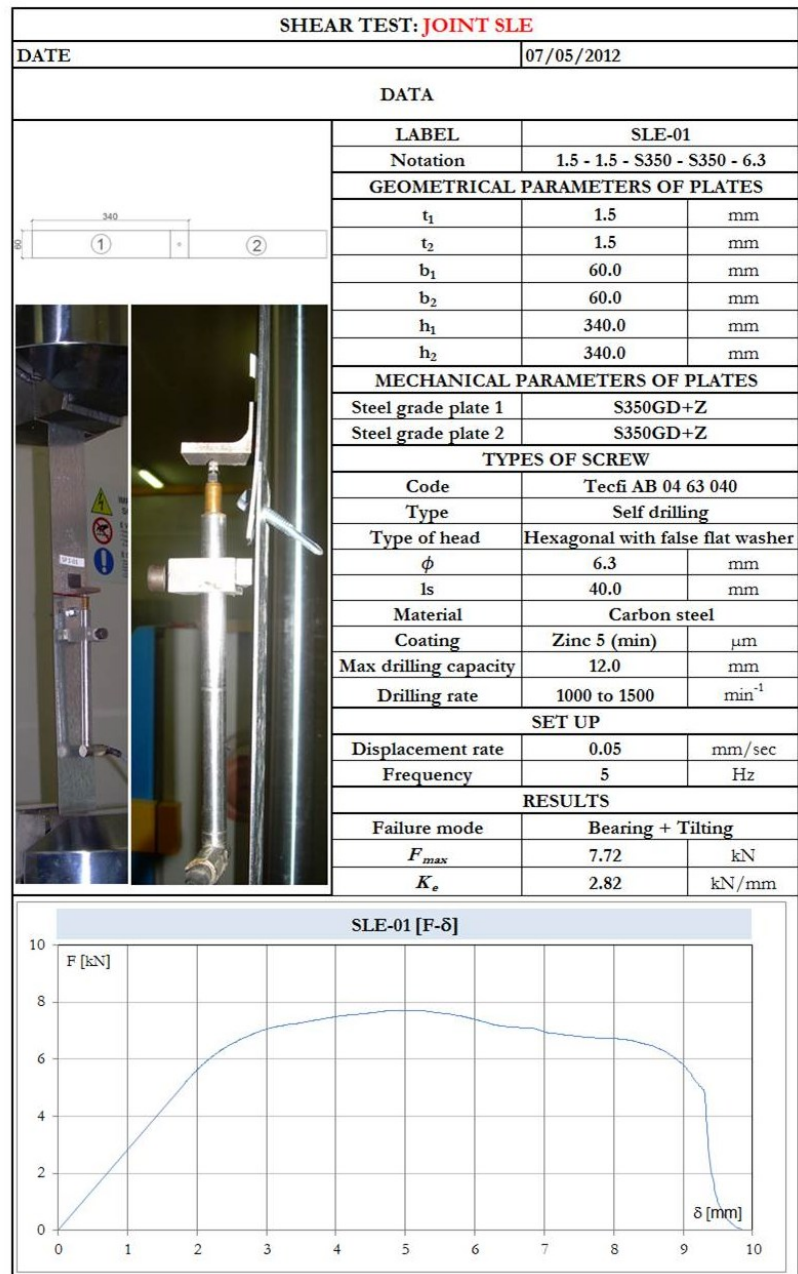 SHEAR TEST: JOINT SLE
DATE 07/05/2012
DATA
340
60
1 2
LABEL SLE-01
Notation 1.5 - 1.5 - S350 - S350 - 6.3
GEOMETRICAL PARAMETERS OF PLATES
t1 1.5 mm
t2 1.5 mm
b1 60.0 mm
b2 60.0 mm
h1 340.0 mm
h2 340.0 mm
MECHANICAL PARAMETERS OF PLATES
Steel grade plate 1 S350GD+Z
Steel grade plate 2 S350GD+Z
TYPES OF SCREW
Code Tecfi AB 04 63 040
Type Self drilling
Type of head Hexagonal with false flat washer
ϕ 6.3 mm
ls 40.0 mm
Material Carbon steel
Coating Zinc 5 (min) μm
Max drilling capacity 12.0 mm
Drilling rate 1000 to 1500 min-1
SET UP
Displacement rate 0.05 mm/sec
Frequency 5 Hz
RESULTS
Failure mode Bearing + Tilting
Fmax 7.72 kN
Ke 2.82 kN/mm
SLE-01 [F-δ]
F [kN]
10
8
6
4
2
0
δ [mm]
0 1 2 3 4 5 6 7 8 9 10